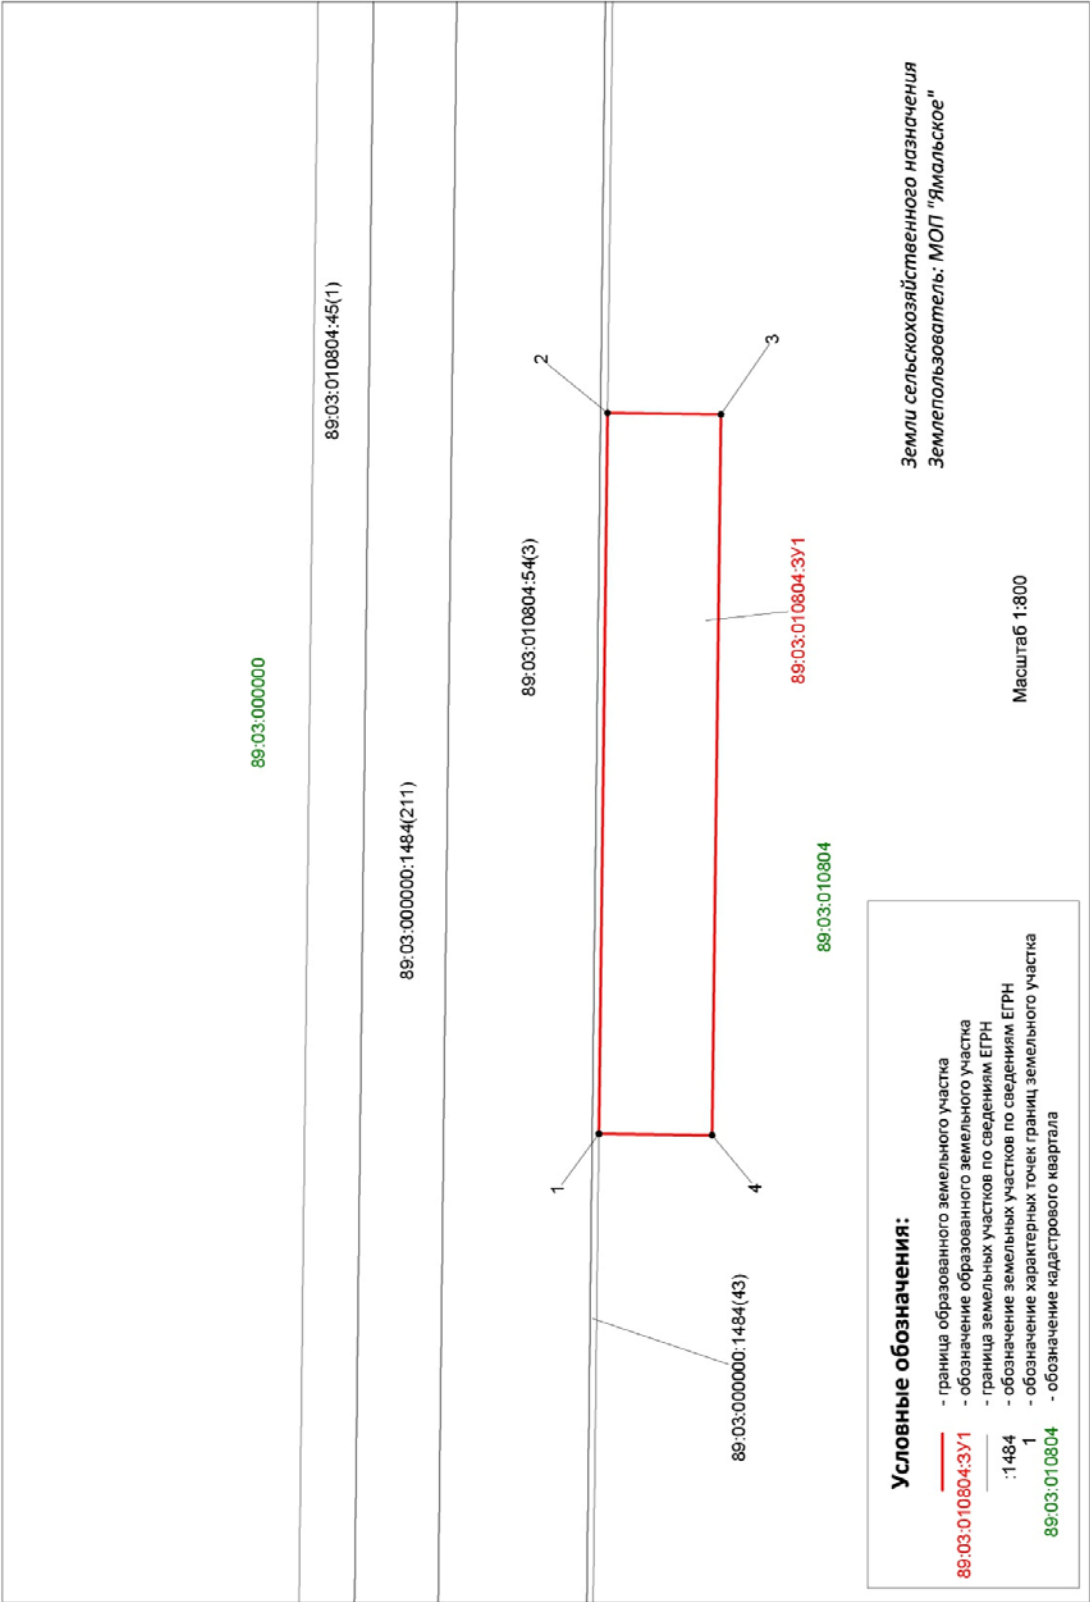 89:03:000000
89:03:010804:45(1)
89:03:000000:1484(211)
89:03:010804:54(3)
1
2
3
4
89:03:000000:1484(43)
89:03:010804:ЗУ1
89:03:010804
Земли сельскохозяйственного назначения
Землепользователь: МОП "Ямальское"
Масштаб 1:800
Условные обозначения:
- граница образованного земельного участка
89:03:010804:ЗУ1 - обозначение образованного земельного участка
- граница земельных участков по сведениям ЕГРН
:1484 - обозначение земельных участков по сведениям ЕГРН
1 - обозначение характерных точек границ земельного участка
89:03:010804 - обозначение кадастрового квартала